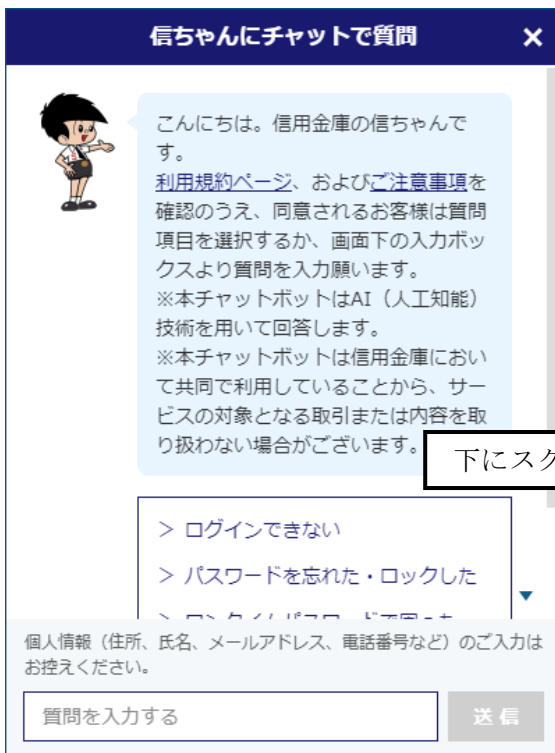 信ちゃんにチャットで質問
こんにちは。信用金庫の信ちゃんで
す。
利用規約ページ、およびご注意事項を
確認のうえ、同意されるお客様は質問
項目を選択するか、画面下の入力ボッ
クスより質問を入力願います。
※本チャットボットはAI（人工知能）
技術を用いて回答します。
※本チャットボットは信用金庫におい
て共同で利用していることから、サー
ビスの対象となる取引または内容を取
り扱わない場合がございます。
下にスク
＞ ログインできない
＞ パスワードを忘れた・ロックした
個人情報（住所、氏名、メールアドレス、電話番号など）のご入力は
お控えください。
質問を入力する
送信